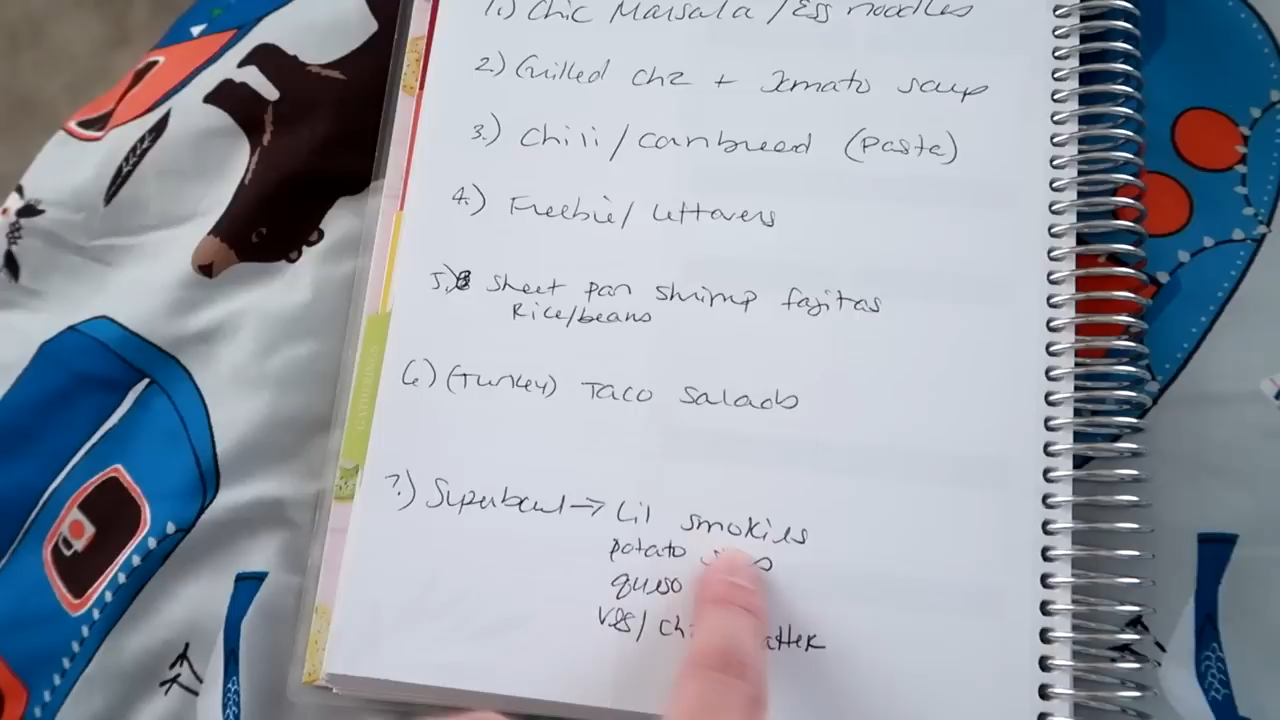 1.) Chic Marsala / Egg noodles
2) Grilled chz + Tomato soup
3.) Chili / cornbread (pasta)
4.) Freebie / leftovers
5.) sheet pan shrimp fajitas
Rice/beans
6.) (Turkey) Taco Salads
7.) Superbowl → Lil smokies
potato
queso
veg/